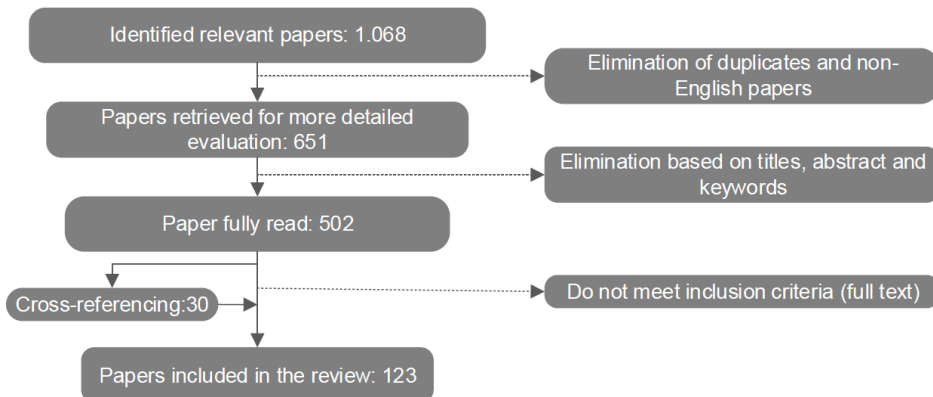 Identified relevant papers: 1.068
Elimination of duplicates and non-
English papers
Papers retrieved for more detailed
evaluation: 651
Elimination based on titles, abstract and
keywords
Paper fully read: 502
Cross-referencing:30
Do not meet inclusion criteria (full text)
Papers included in the review: 123